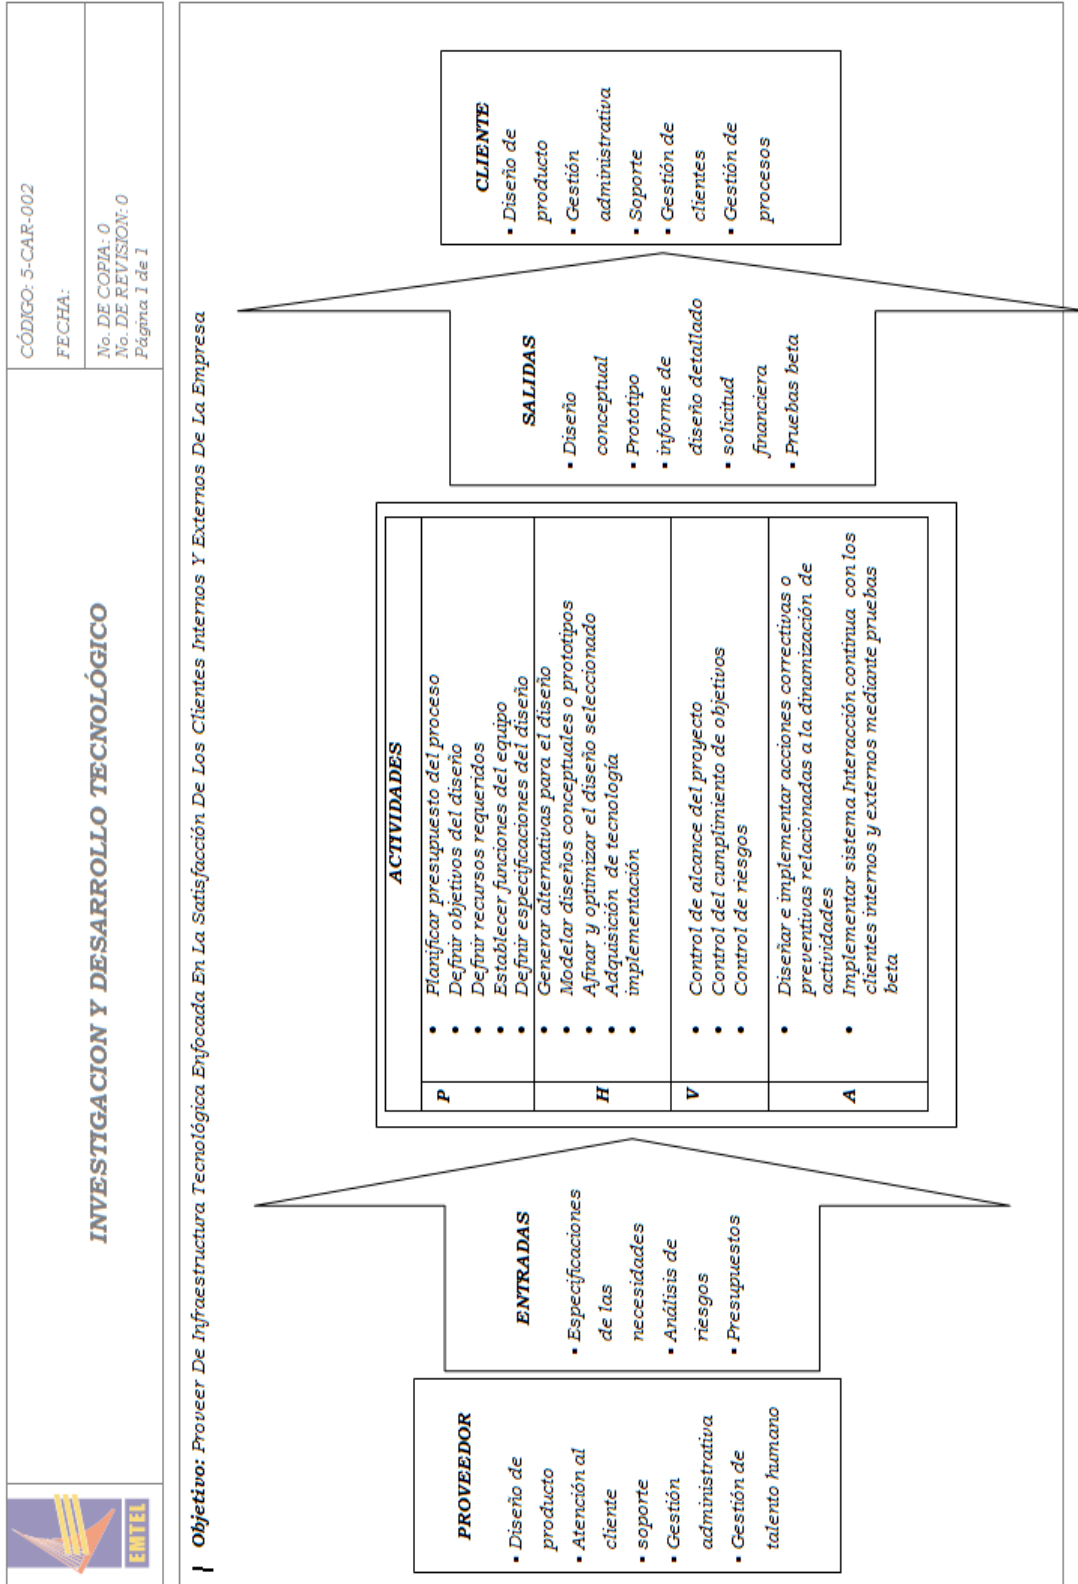 EMTEL
INVESTIGACION Y DESARROLLO TECNOLÓGICO
CÓDIGO: 5-CAR-002
FECHA:
No. DE COPIA: 0
No. DE REVISION: 0
Página 1 de 1
Objetivo: Proveer De Infraestructura Tecnológica Enfocada En La Satisfacción De Los Clientes Internos Y Externos De La Empresa
PROVEEDOR
▪ Diseño de
producto
▪ Atención al
cliente
▪ soporte
▪ Gestión
administrativa
▪ Gestión de
talento humano
ENTRADAS
▪ Especificaciones
de las
necesidades
▪ Análisis de
riesgos
▪ Presupuestos
ACTIVIDADES
P
• Planificar presupuesto del proceso
• Definir objetivos del diseño
• Definir recursos requeridos
• Establecer funciones del equipo
• Definir especificaciones del diseño
H
• Generar alternativas para el diseño
• Modelar diseños conceptuales o prototipos
• Afinar y optimizar el diseño seleccionado
• Adquisición de tecnología
• implementación
V
• Control de alcance del proyecto
• Control del cumplimiento de objetivos
• Control de riesgos
A
• Diseñar e implementar acciones correctivas o
preventivas relacionadas a la dinamización de
actividades
• Implementar sistema Interacción continua con los
clientes internos y externos mediante pruebas
beta
SALIDAS
▪ Diseño
conceptual
▪ Prototipo
▪ informe de
diseño detallado
▪ solicitud
financiera
▪ Pruebas beta
CLIENTE
▪ Diseño de
producto
▪ Gestión
administrativa
▪ Soporte
▪ Gestión de
clientes
▪ Gestión de
procesos